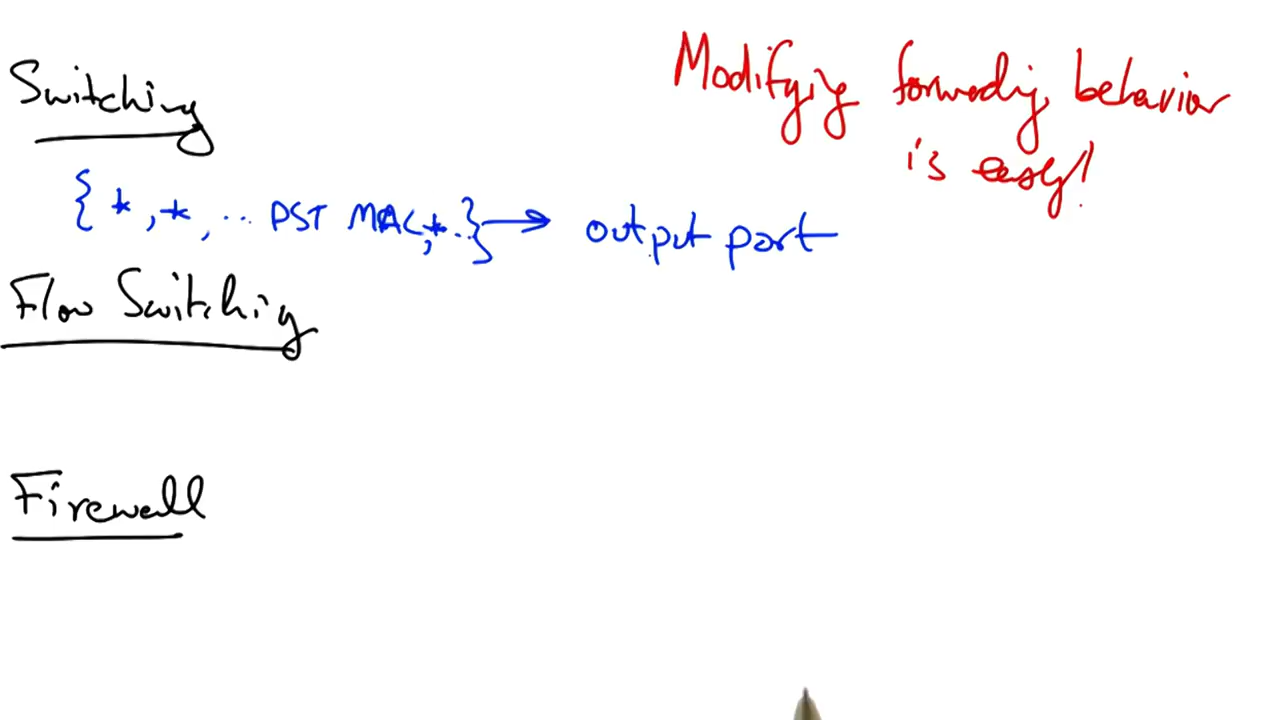 Switching
Modifying forwarding behavior
is easy!
{ *, *, ... DST MAC, *. } → output port
Flow Switching
Firewall